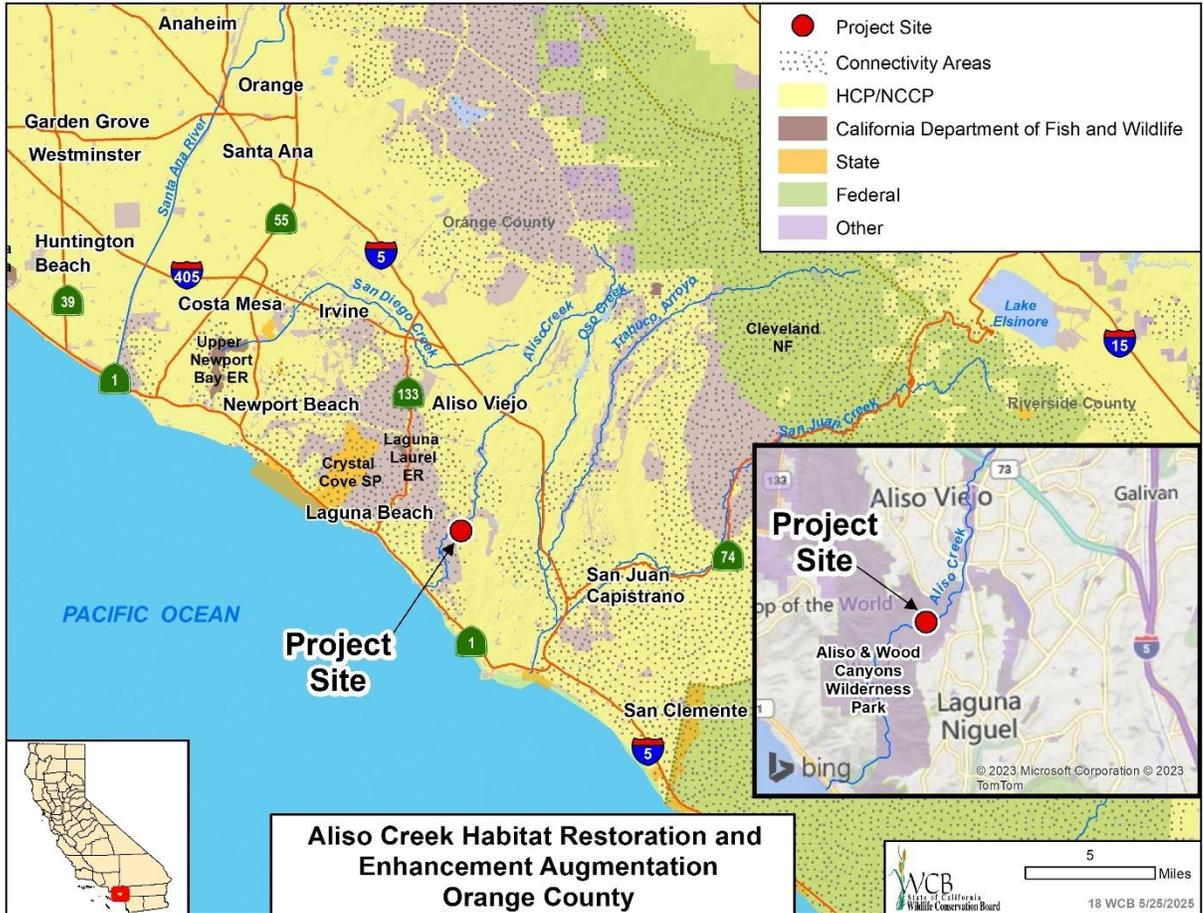 Anaheim
Orange
Garden Grove
Westminster
Santa Ana
Santa Ana River
55
Orange County
Huntington
Beach
5
405
39
Costa Mesa
Irvine
San Diego Creek
Aliso Creek
Oso Creek
Trabuco Arroyo
Cleveland
NF
Lake
Elsinore
15
Upper
Newport
Bay ER
1
133
Newport Beach
Aliso Viejo
San Juan Creek
Riverside County
Crystal
Cove SP
Laguna
Laurel
ER
Laguna Beach
74
San Juan
Capistrano
PACIFIC OCEAN
Project
Site
1
San Clemente
5
Project Site
Connectivity Areas
HCP/NCCP
California Department of Fish and Wildlife
State
Federal
Other
73
133
Aliso Viejo
Galivan
Project
Site
Aliso Creek
op of the World
Aliso & Wood
Canyons
Wilderness
Park
5
1
Laguna
Niguel
bing
© 2023 Microsoft Corporation © 2023
TomTom
Aliso Creek Habitat Restoration and
Enhancement Augmentation
Orange County
WCB
State of California
Wildlife Conservation Board
5
Miles
18 WCB 5/25/2025